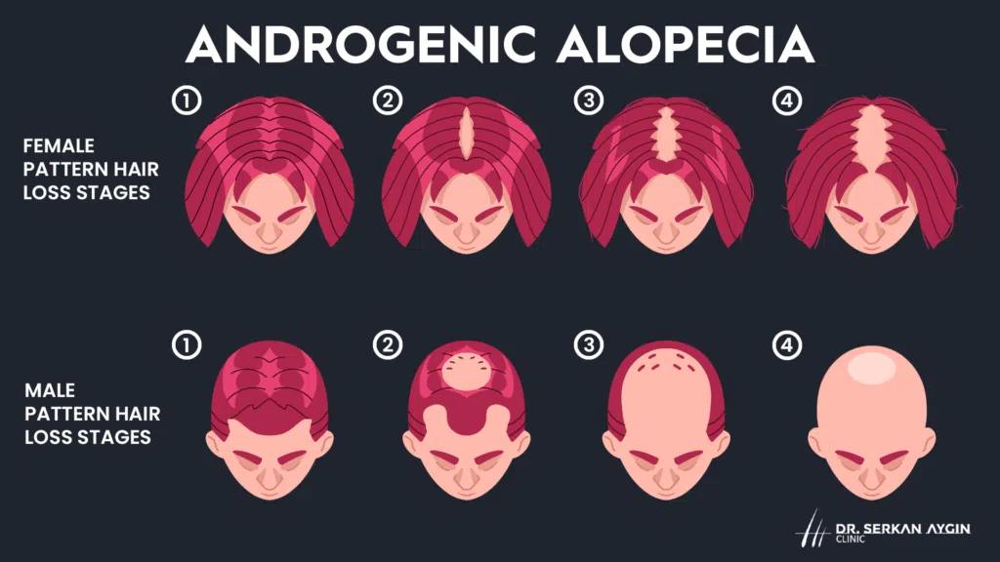 ANDROGENIC ALOPECIA
FEMALE
PATTERN HAIR
LOSS STAGES
1
2
3
4
MALE
PATTERN HAIR
LOSS STAGES
1
2
3
4
DR. SERKAN AYGIN
CLINIC